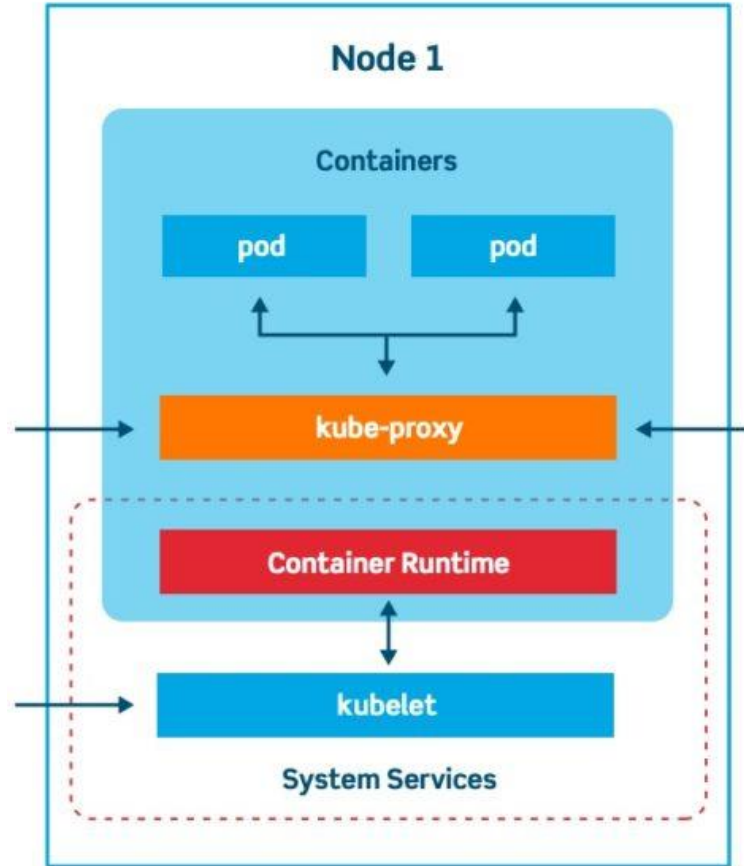 Node 1
Containers
pod
pod
kube-proxy
Container Runtime
kubelet
System Services